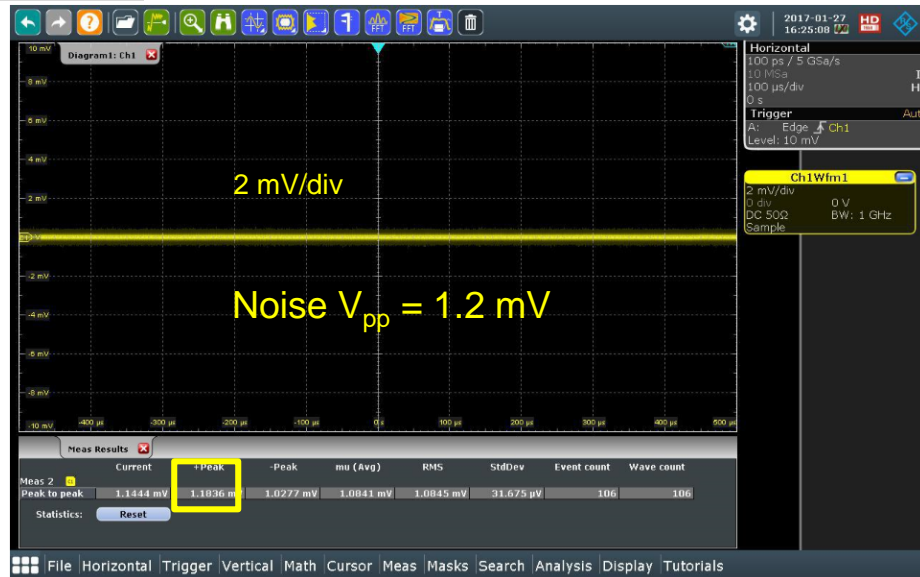 2017-01-27
16:25:08
HD
FFT
FFT
10 mV
Diagram1: Ch1
8 mV
6 mV
4 mV
2 mV
-2 mV
-4 mV
-6 mV
-8 mV
-10 mV
-400 µs -300 µs -200 µs -100 µs 0 s 100 µs 200 µs 300 µs 400 µs 500 µs
2 mV/div
Noise Vpp = 1.2 mV
Horizontal
100 ps / 5 GSa/s
10 MSa
100 µs/div
0 s
Trigger Aut
A: Edge Ch1
Level: 10 mV
Ch1Wfm1
2 mV/div
0 div 0 V
DC 50Ω BW: 1 GHz
Sample
Meas Results
Current +Peak -Peak mu (Avg) RMS StdDev Event count Wave count
Meas 2
Peak to peak 1.1444 mV 1.1836 mV 1.0277 mV 1.0841 mV 1.0845 mV 31.675 µV 106 106
Statistics: Reset
File Horizontal Trigger Vertical Math Cursor Meas Masks Search Analysis Display Tutorials